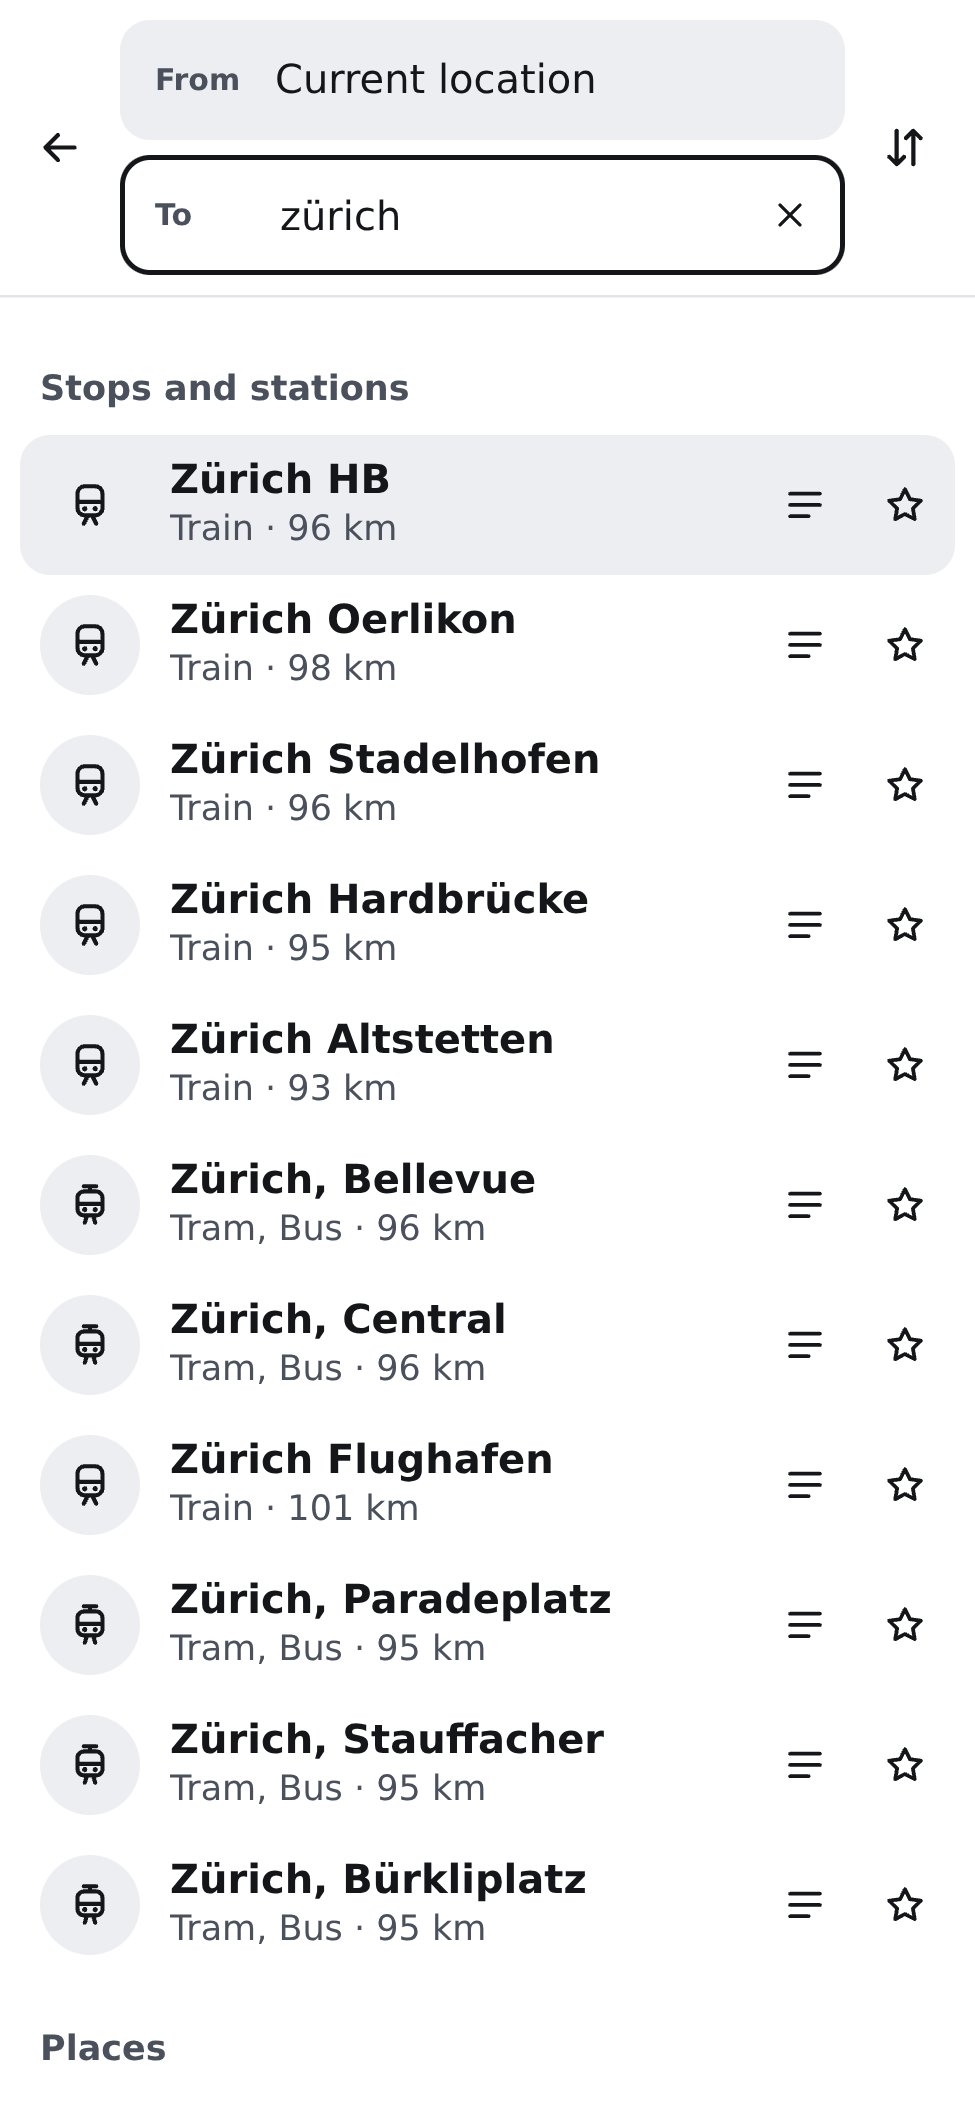 From Current location
To zürich
Stops and stations
Zürich HB
Train · 96 km
Zürich Oerlikon
Train · 98 km
Zürich Stadelhofen
Train · 96 km
Zürich Hardbrücke
Train · 95 km
Zürich Altstetten
Train · 93 km
Zürich, Bellevue
Tram, Bus · 96 km
Zürich, Central
Tram, Bus · 96 km
Zürich Flughafen
Train · 101 km
Zürich, Paradeplatz
Tram, Bus · 95 km
Zürich, Stauffacher
Tram, Bus · 95 km
Zürich, Bürkliplatz
Tram, Bus · 95 km
Places